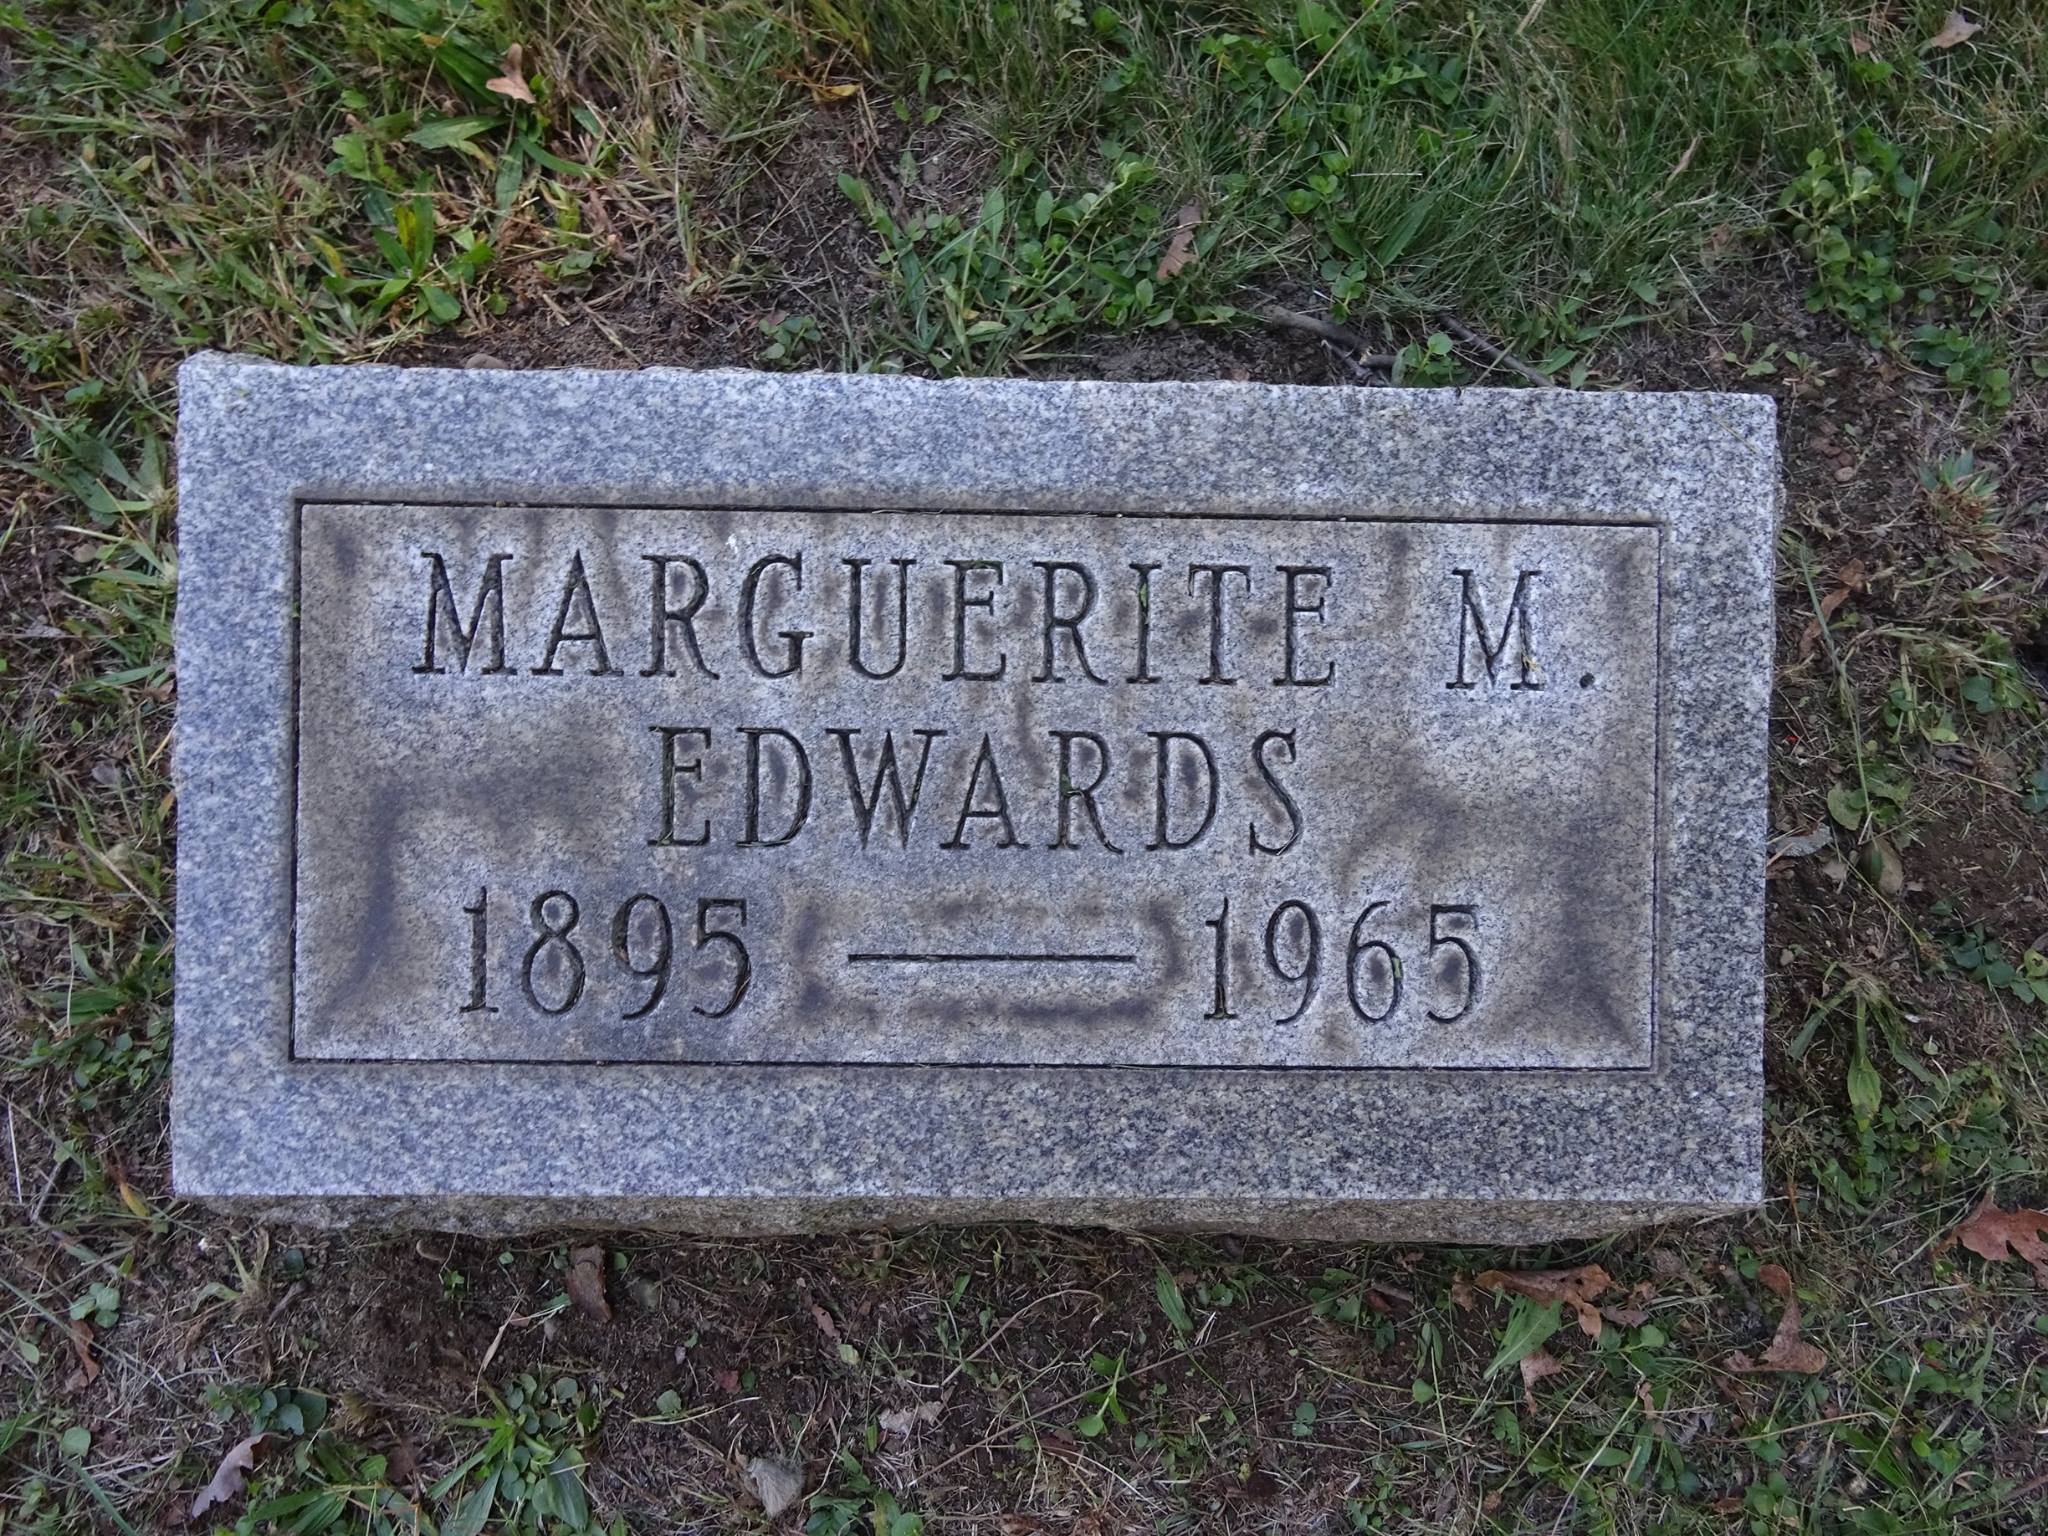 MARGUERITE M.
EDWARDS
1895 — 1965